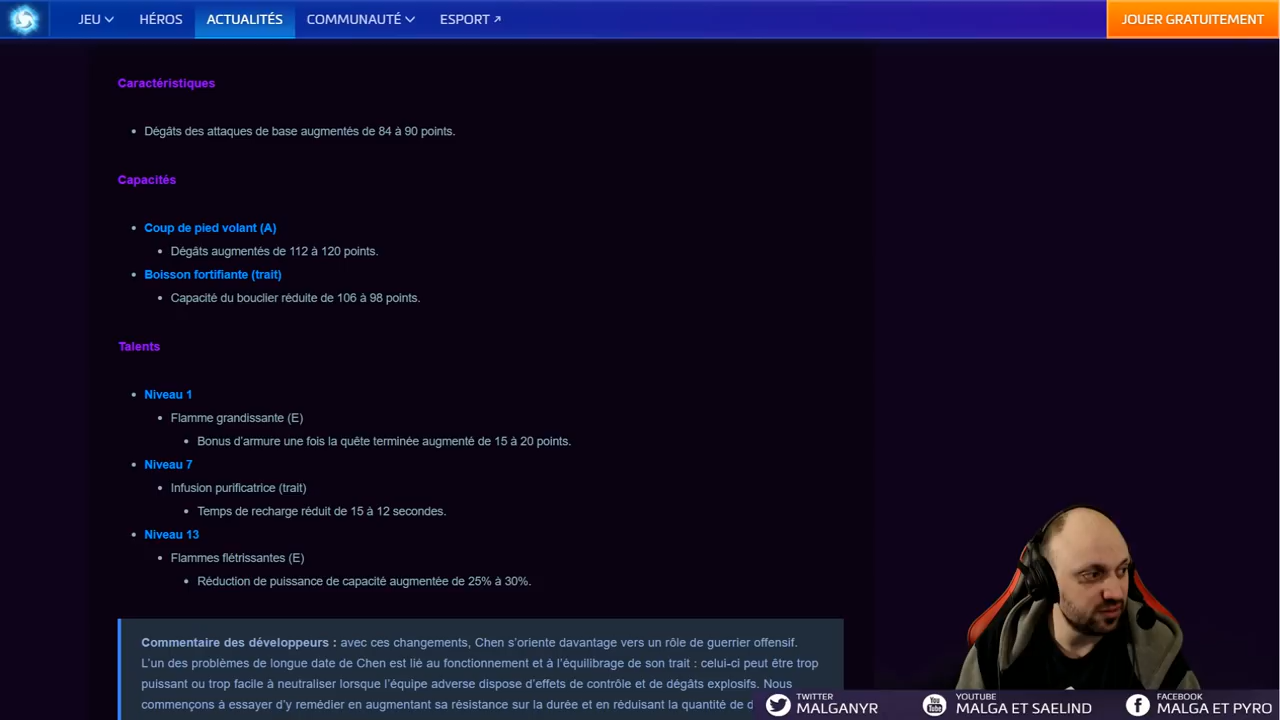 JEU HÉROS ACTUALITÉS COMMUNAUTÉ ESPORT JOUER GRATUITEMENT
Caractéristiques
Dégâts des attaques de base augmentés de 84 à 90 points.
Capacités
Coup de pied volant (A)
Dégâts augmentés de 112 à 120 points.
Boisson fortifiante (trait)
Capacité du bouclier réduite de 106 à 98 points.
Talents
Niveau 1
Flamme grandissante (E)
Bonus d'armure une fois la quête terminée augmenté de 15 à 20 points.
Niveau 7
Infusion purificatrice (trait)
Temps de recharge réduit de 15 à 12 secondes.
Niveau 13
Flammes flétrissantes (E)
Réduction de puissance de capacité augmentée de 25% à 30%.
Commentaire des développeurs : avec ces changements, Chen s'oriente davantage vers un rôle de guerrier offensif.
L'un des problèmes de longue date de Chen est lié au fonctionnement et à l'équilibrage de son trait : celui-ci peut être trop
puissant ou trop facile à neutraliser lorsque l'équipe adverse dispose d'effets de contrôle et de dégâts explosifs. Nous
commençons à essayer d'y remédier en augmentant sa résistance sur la durée et en réduisant la quantité de d
TWITTER
MALGANYR
YOUTUBE
MALGA ET SAELIND
FACEBOOK
MALGA ET PYRO